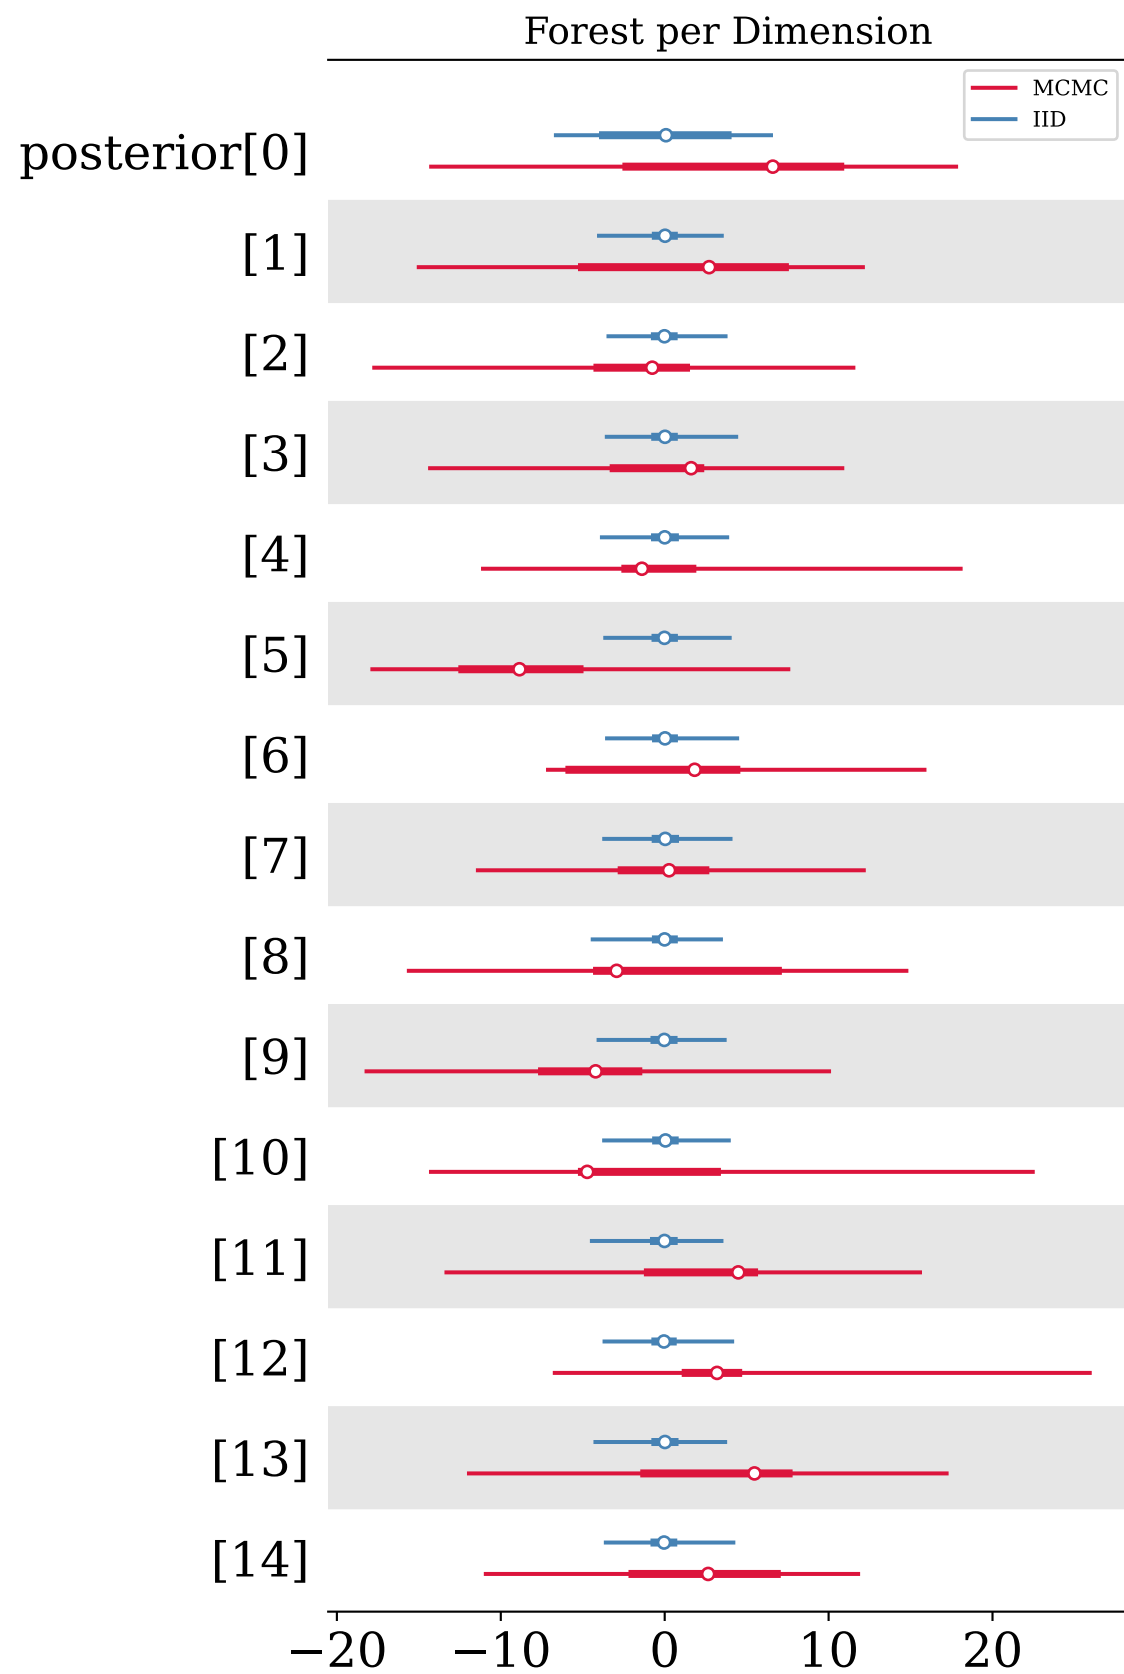 Forest per Dimension
MCMC
IID
posterior[0]
[1]
[2]
[3]
[4]
[5]
[6]
[7]
[8]
[9]
[10]
[11]
[12]
[13]
[14]
−20 −10 0 10 20